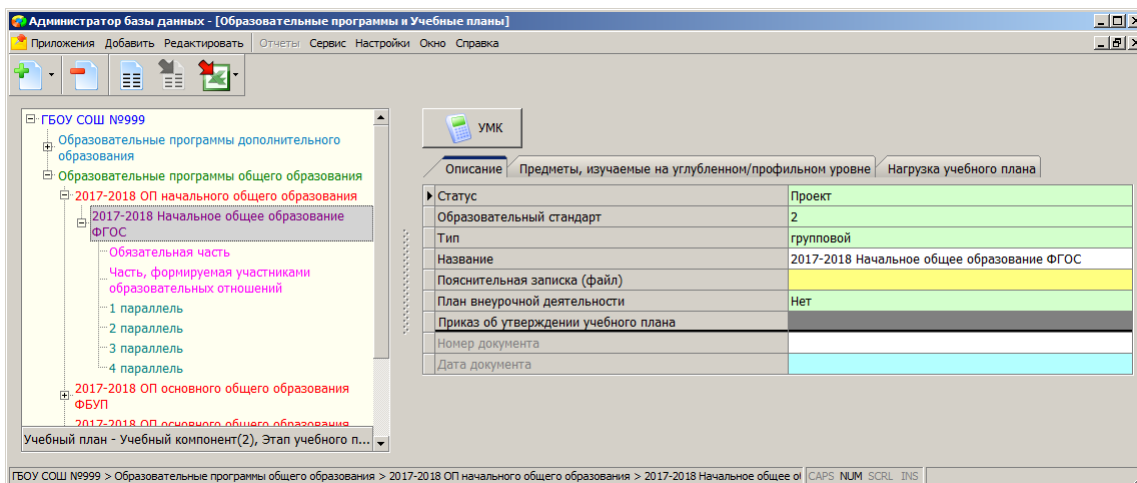 Администратор базы данных - [Образовательные программы и Учебные планы]
Приложения Добавить Редактировать Отчеты Сервис Настройки Окно Справка
ГБОУ СОШ №999
Образовательные программы дополнительного
образования
Образовательные программы общего образования
2017-2018 ОП начального общего образования
2017-2018 Начальное общее образование
ФГОС
Обязательная часть
Часть, формируемая участниками
образовательных отношений
1 параллель
2 параллель
3 параллель
4 параллель
2017-2018 ОП основного общего образования
ФБУП
2017-2018 ОП основного общего образования
Учебный план - Учебный компонент(2), Этап учебного п...
УМК
Описание Предметы, изучаемые на углубленном/профильном уровне Нагрузка учебного плана
Статус Проект
Образовательный стандарт 2
Тип групповой
Название 2017-2018 Начальное общее образование ФГОС
Пояснительная записка (файл)
План внеурочной деятельности Нет
Приказ об утверждении учебного плана
Номер документа
Дата документа
ГБОУ СОШ №999 > Образовательные программы общего образования > 2017-2018 ОП начального общего образования > 2017-2018 Начальное общее об CAPS NUM SCRL INS